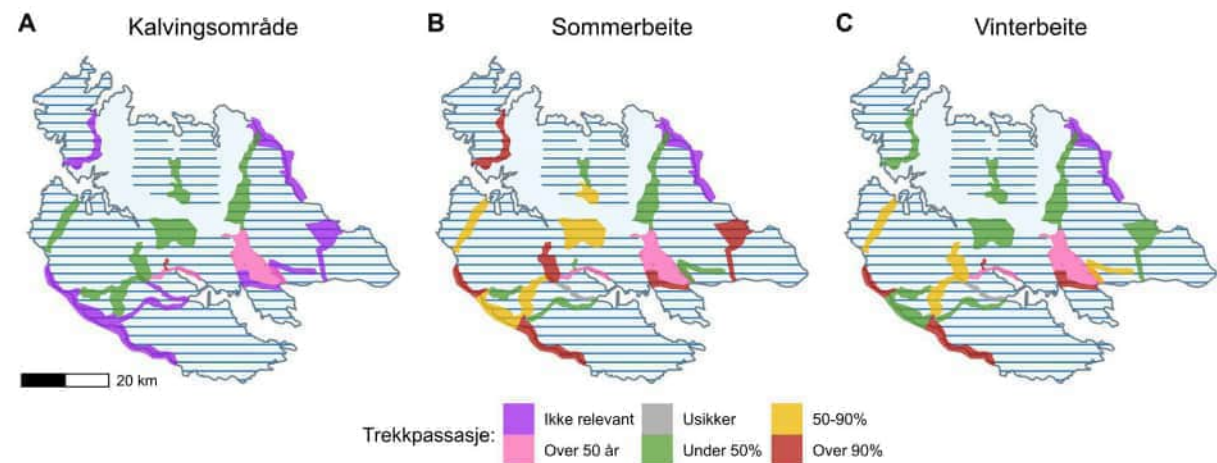 A Kalvingsområde
B Sommerbeite
C Vinterbeite
20 km
Trekkpassasje:
Ikke relevant
Usikker
50-90%
Over 50 år
Under 50%
Over 90%